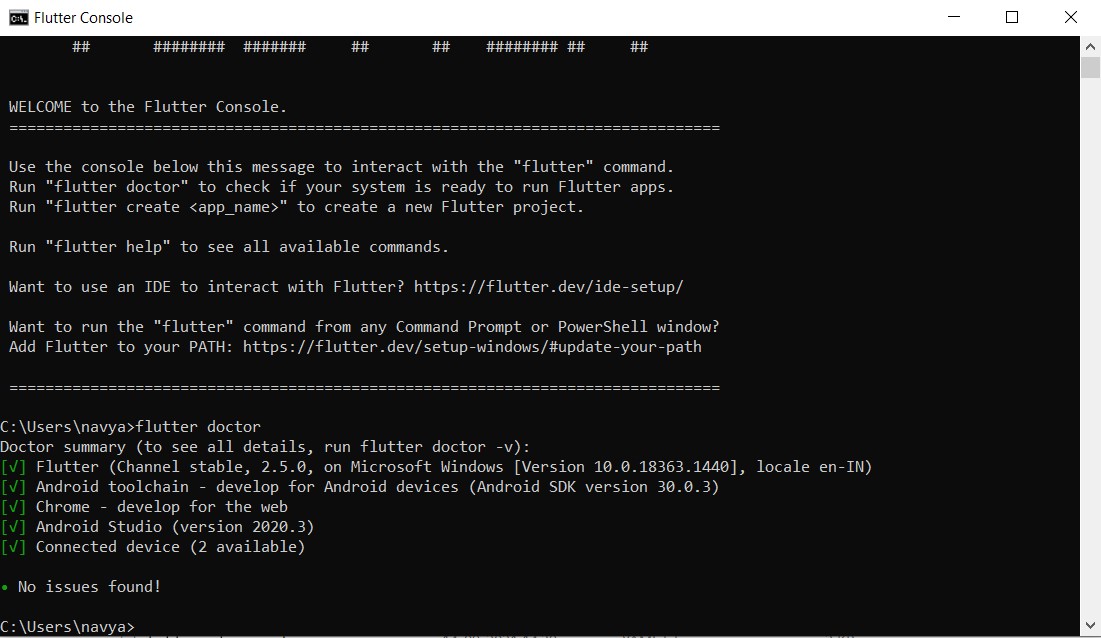 Flutter Console
## ######## ####### ## ## ######## ## ##
WELCOME to the Flutter Console.
===============================================================================
Use the console below this message to interact with the "flutter" command.
Run "flutter doctor" to check if your system is ready to run Flutter apps.
Run "flutter create <app_name>" to create a new Flutter project.
Run "flutter help" to see all available commands.
Want to use an IDE to interact with Flutter? https://flutter.dev/ide-setup/
Want to run the "flutter" command from any Command Prompt or PowerShell window?
Add Flutter to your PATH: https://flutter.dev/setup-windows/#update-your-path
===============================================================================
C:\Users\navya>flutter doctor
Doctor summary (to see all details, run flutter doctor -v):
[√] Flutter (Channel stable, 2.5.0, on Microsoft Windows [Version 10.0.18363.1440], locale en-IN)
[√] Android toolchain - develop for Android devices (Android SDK version 30.0.3)
[√] Chrome - develop for the web
[√] Android Studio (version 2020.3)
[√] Connected device (2 available)
• No issues found!
C:\Users\navya>